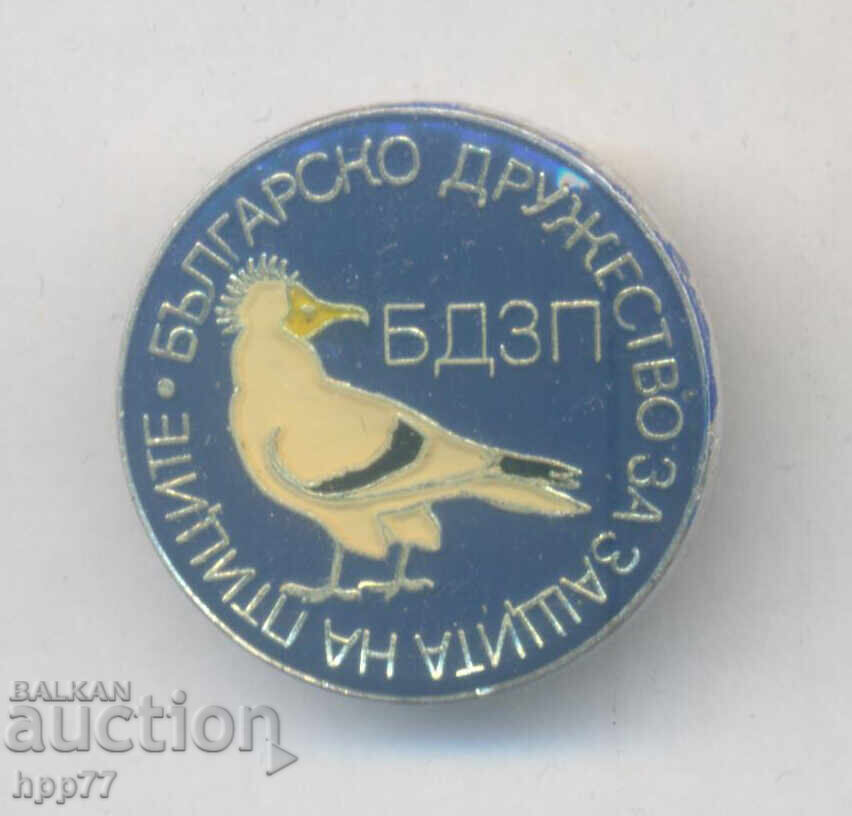 БЪЛГАРСКО ДРУЖЕСТВО ЗА ЗАЩИТА НА ПТИЦИТЕ •
БДЗП
BALKAN
auction
hpp77